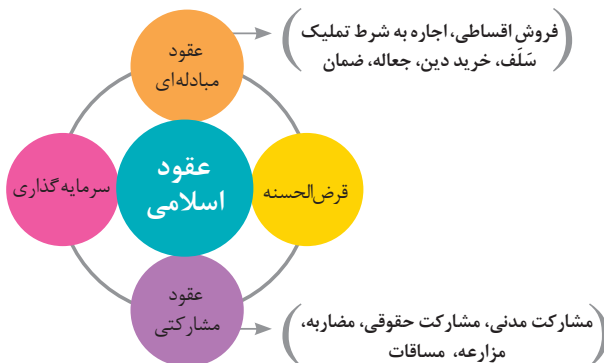 عقود
مبادله‌ای
(فروش اقساطی، اجاره به شرط تملیک
سَلَف، خرید دین، جعاله، ضمان)
عقود
اسلامی
قرض‌الحسنه
سرمایه‌گذاری
عقود
مشارکتی
(مشارکت مدنی، مشارکت حقوقی، مضاربه،
مزارعه، مساقات)